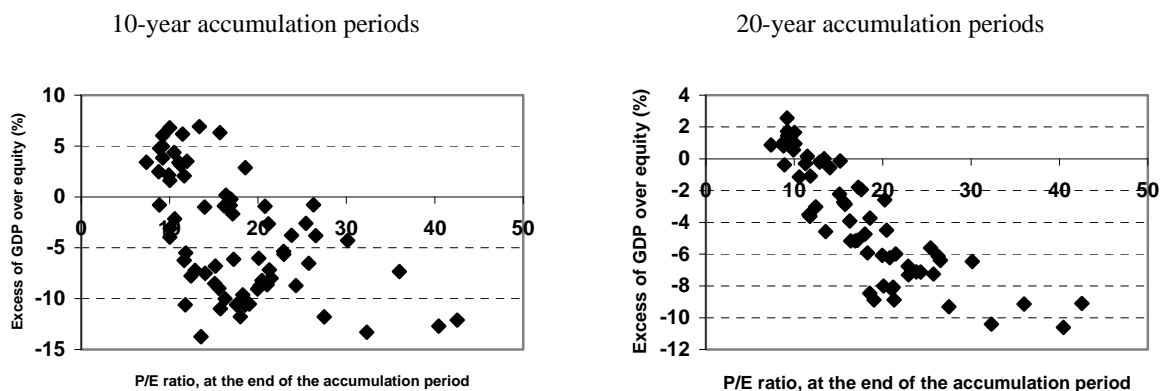 10-year accumulation periods
20-year accumulation periods
Excess of GDP over equity (%)
10
5
0
-5
-10
-15
0 10 20 30 40 50
P/E ratio, at the end of the accumulation period
Excess of GDP over equity (%)
4
2
0
-2
-4
-6
-8
-10
-12
0 10 20 30 40 50
P/E ratio, at the end of the accumulation period